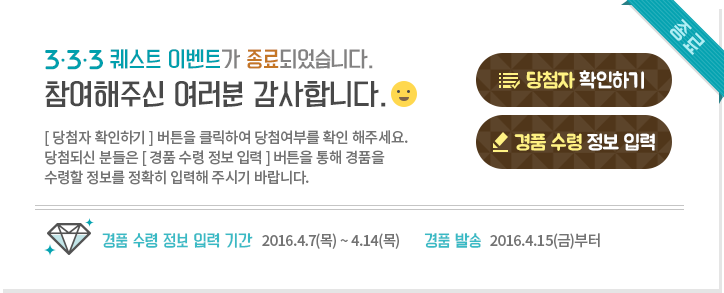 종료
3·3·3 퀘스트 이벤트가 종료되었습니다.
참여해주신 여러분 감사합니다.
[ 당첨자 확인하기 ] 버튼을 클릭하여 당첨여부를 확인 해주세요.
당첨되신 분들은 [ 경품 수령 정보 입력 ] 버튼을 통해 경품을
수령할 정보를 정확히 입력해 주시기 바랍니다.
당첨자 확인하기
경품 수령 정보 입력
경품 수령 정보 입력 기간 2016.4.7(목) ~ 4.14(목) 경품 발송 2016.4.15(금)부터